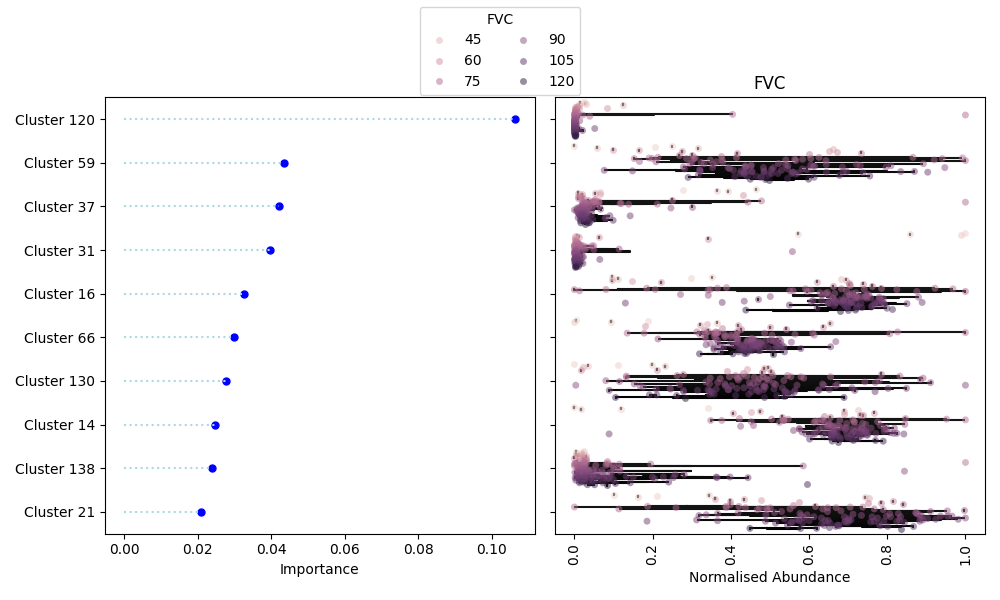 FVC
45
60
75
90
105
120
FVC
Cluster 120
Cluster 59
Cluster 37
Cluster 31
Cluster 16
Cluster 66
Cluster 130
Cluster 14
Cluster 138
Cluster 21
0.00
0.02
0.04
0.06
0.08
0.10
Importance
0.0
0.2
0.4
0.6
0.8
1.0
Normalised Abundance